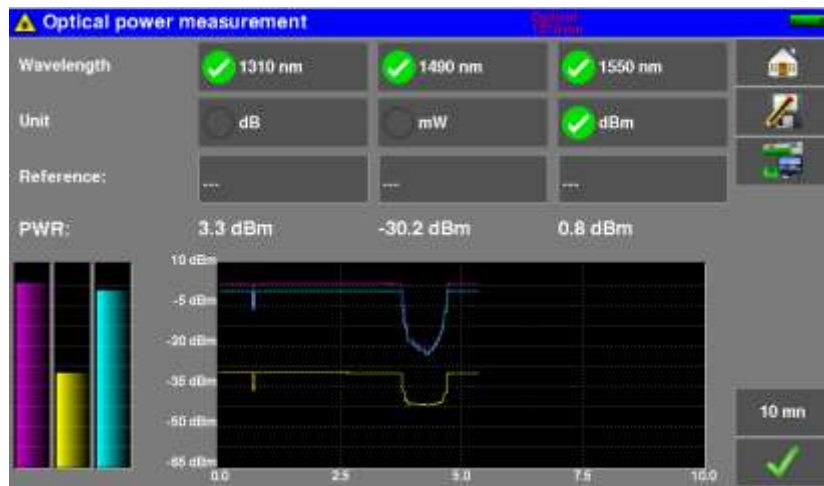 Optical power measurement
Wavelength 1310 nm 1490 nm 1550 nm
Unit dB mW dBm
Reference: --- --- ---
PWR: 3.3 dBm -30.2 dBm 0.8 dBm
10 dBm
-5 dBm
-20 dBm
-35 dBm
-50 dBm
-65 dBm
0.0 2.5 5.0 7.5 10.0
10 mn